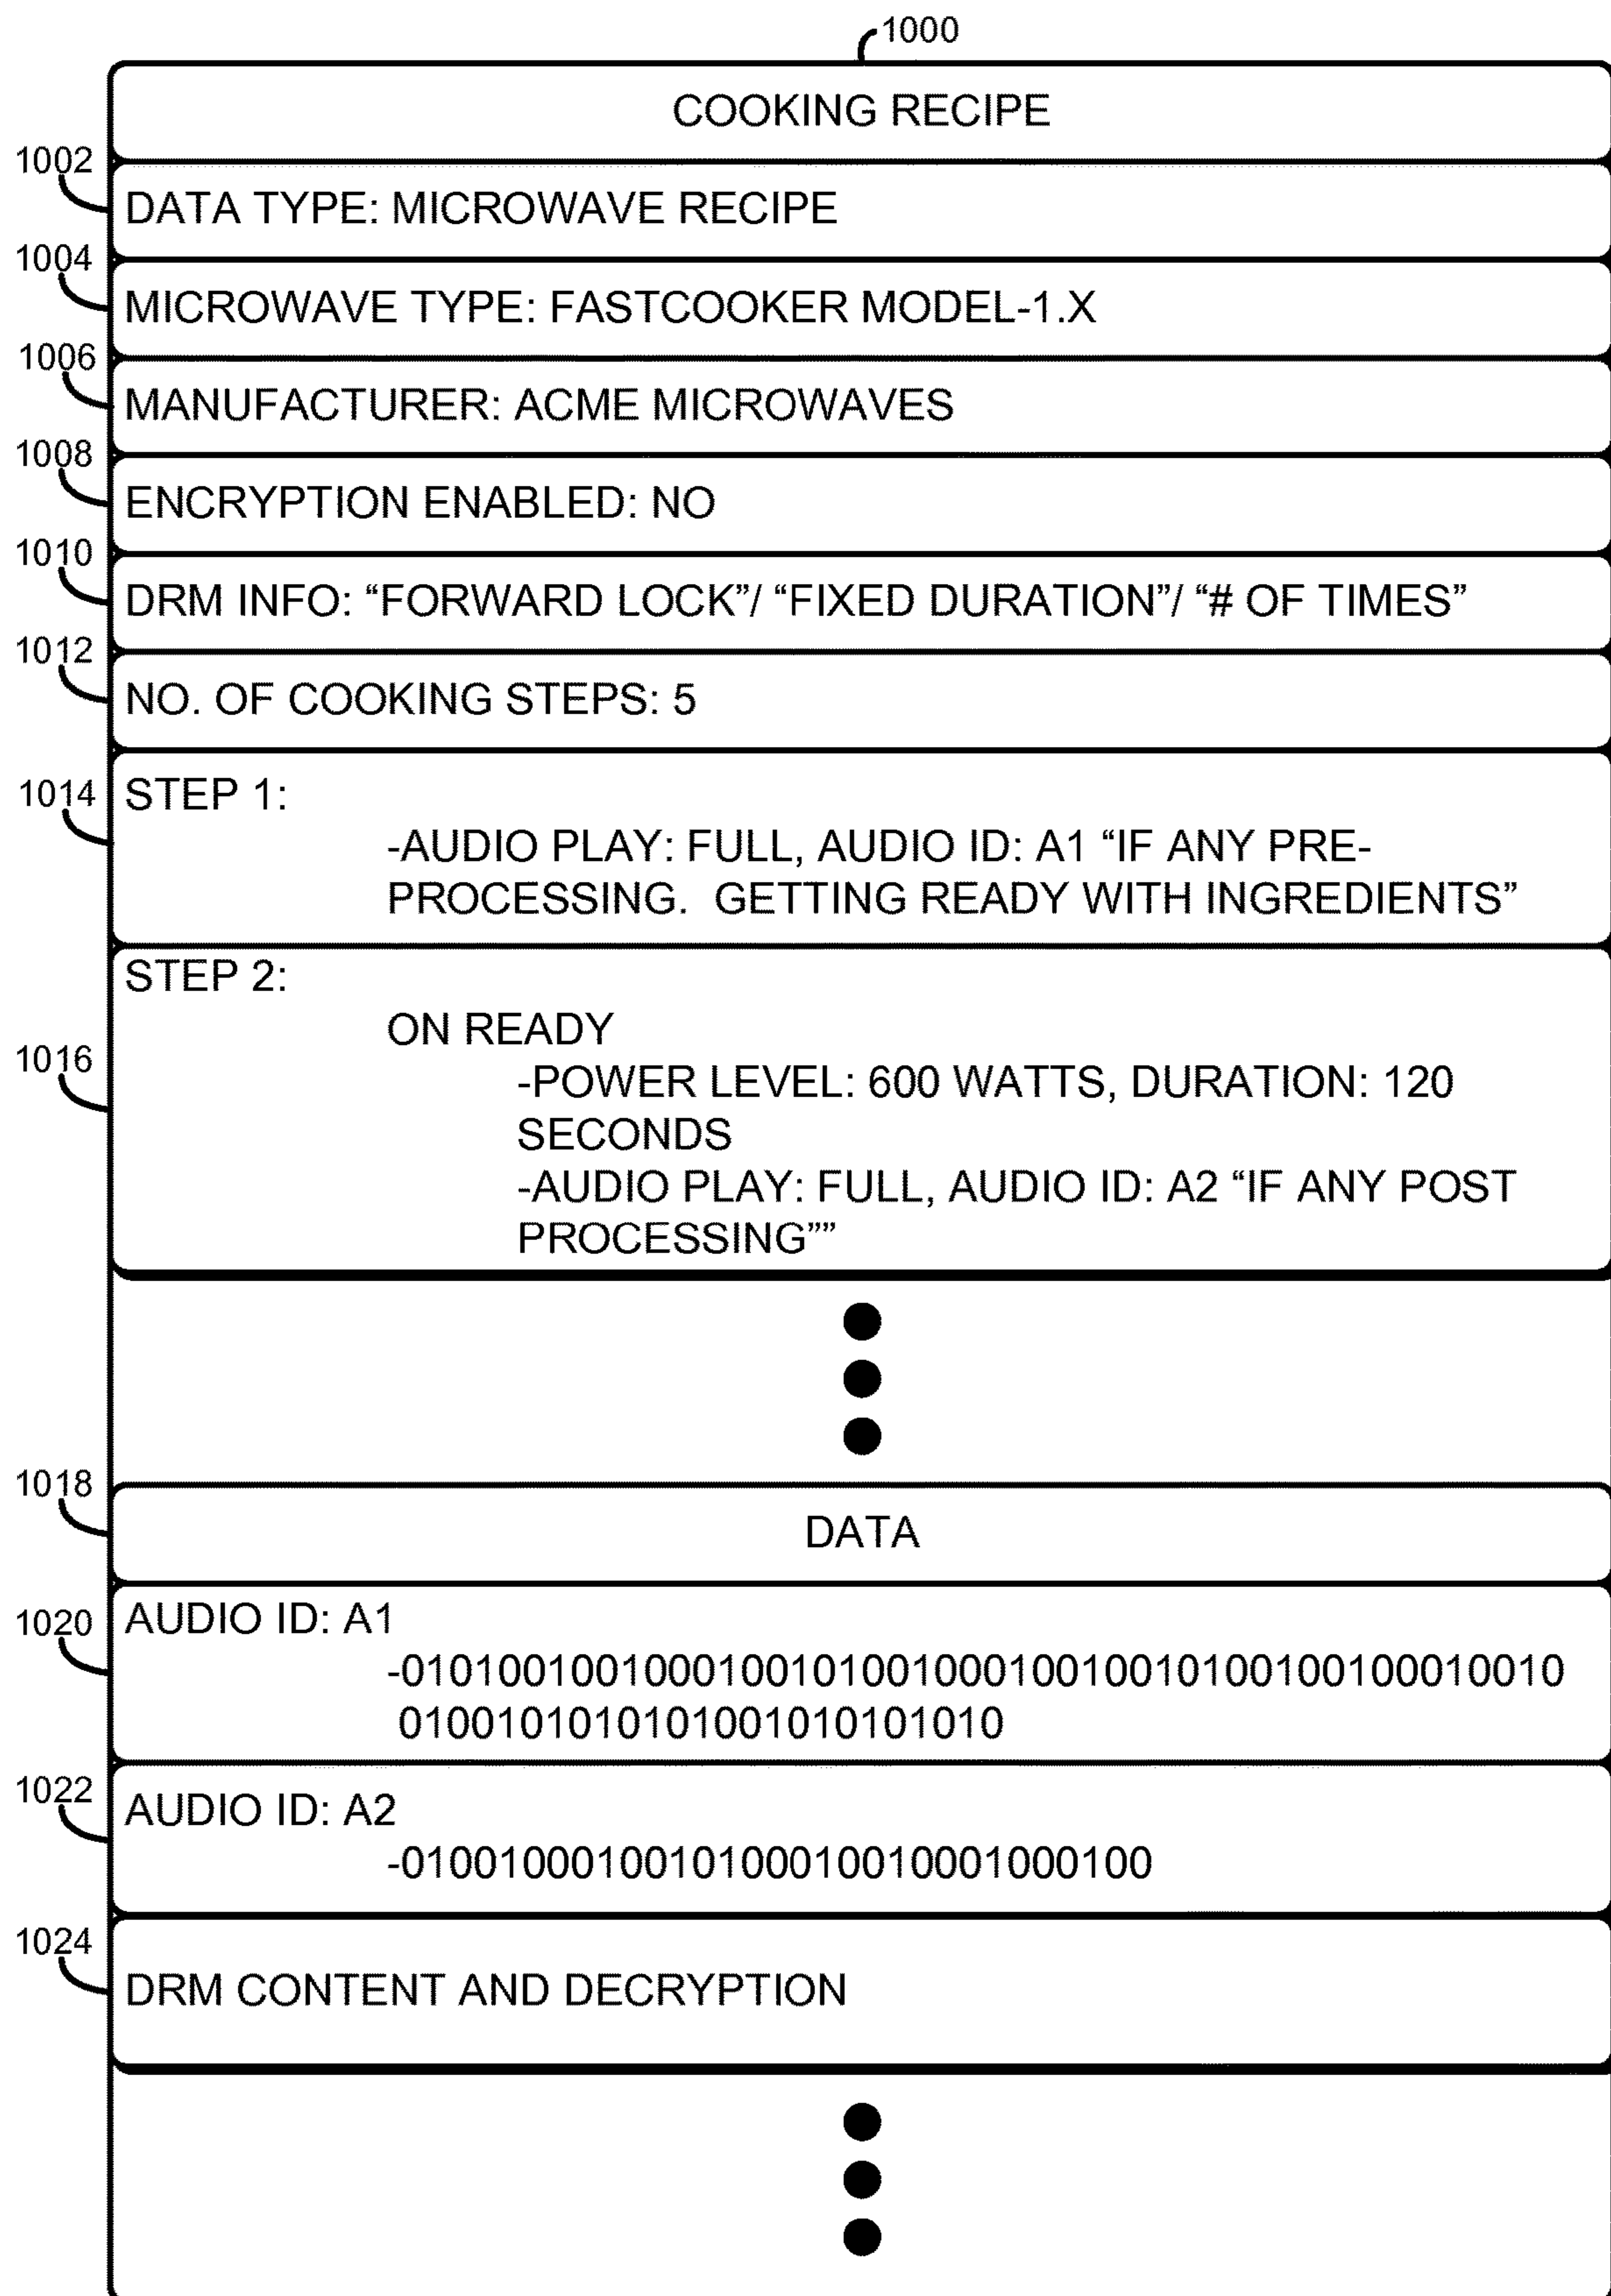 1000
COOKING RECIPE
1002
DATA TYPE: MICROWAVE RECIPE
1004
MICROWAVE TYPE: FASTCOOKER MODEL-1.X
1006
MANUFACTURER: ACME MICROWAVES
1008
ENCRYPTION ENABLED: NO
1010
DRM INFO: “FORWARD LOCK”/ “FIXED DURATION”/ “# OF TIMES”
1012
NO. OF COOKING STEPS: 5
1014
STEP 1:
-AUDIO PLAY: FULL, AUDIO ID: A1 “IF ANY PRE-
PROCESSING.  GETTING READY WITH INGREDIENTS”
1016
STEP 2:
ON READY
-POWER LEVEL: 600 WATTS, DURATION: 120
SECONDS
-AUDIO PLAY: FULL, AUDIO ID: A2 “IF ANY POST
PROCESSING””
1018
DATA
1020
AUDIO ID: A1
-010100100100010010100100010010010100100100010010
0100101010101001010101010
1022
AUDIO ID: A2
-0100100010010100010010001000100
1024
DRM CONTENT AND DECRYPTION